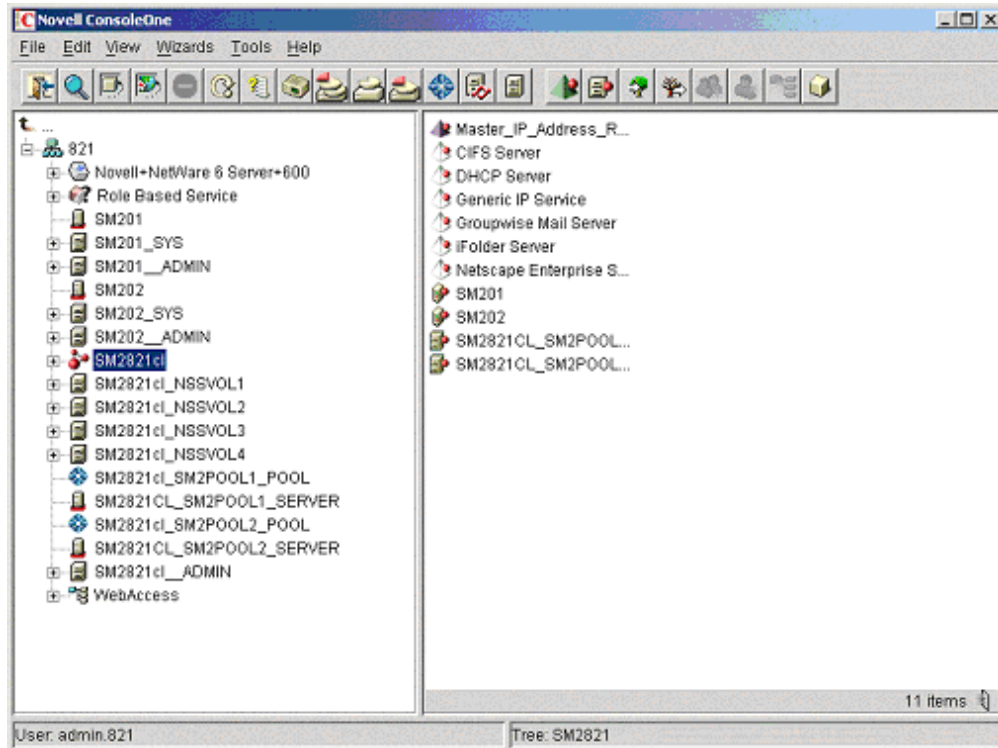 Novell ConsoleOne
File Edit View Wizards Tools Help
...
821
Novell+NetWare 6 Server+600
Role Based Service
SM201
SM201_SYS
SM201__ADMIN
SM202
SM202_SYS
SM202__ADMIN
SM2821cl
SM2821cl_NSSVOL1
SM2821cl_NSSVOL2
SM2821cl_NSSVOL3
SM2821cl_NSSVOL4
SM2821cl_SM2POOL1_POOL
SM2821CL_SM2POOL1_SERVER
SM2821cl_SM2POOL2_POOL
SM2821CL_SM2POOL2_SERVER
SM2821cl__ADMIN
WebAccess
Master_IP_Address_R...
CIFS Server
DHCP Server
Generic IP Service
Groupwise Mail Server
iFolder Server
Netscape Enterprise S...
SM201
SM202
SM2821CL_SM2POOL...
SM2821CL_SM2POOL...
11 items
User: admin.821
Tree: SM2821